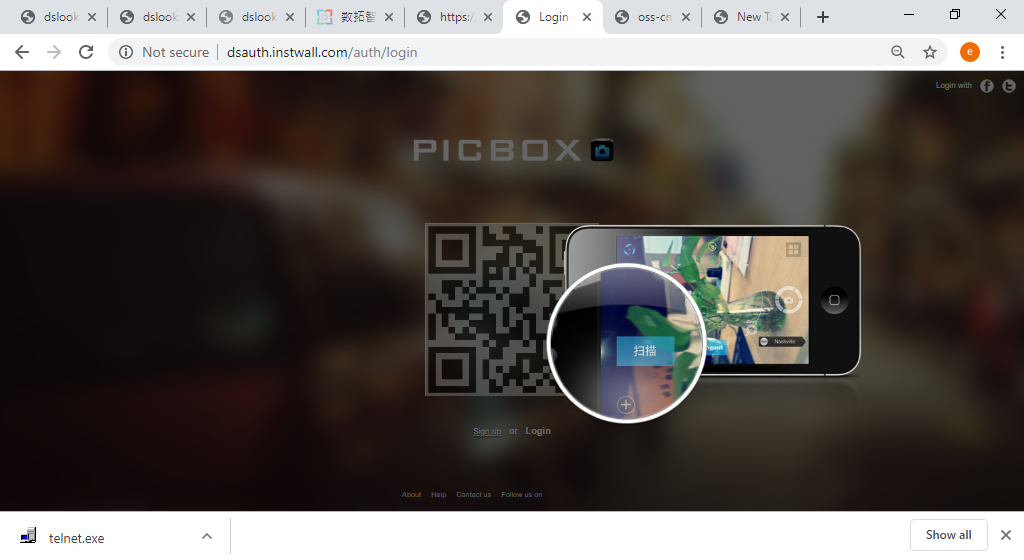 dslook
dslook
dslook
数拓智
https:/
Login
oss-cn
New Ta
Not secure
dsauth.instwall.com/auth/login
e
Login with
PICBOX
扫描
Nashville
Sign up or Login
About Help Contact us Follow us on
telnet.exe
Show all